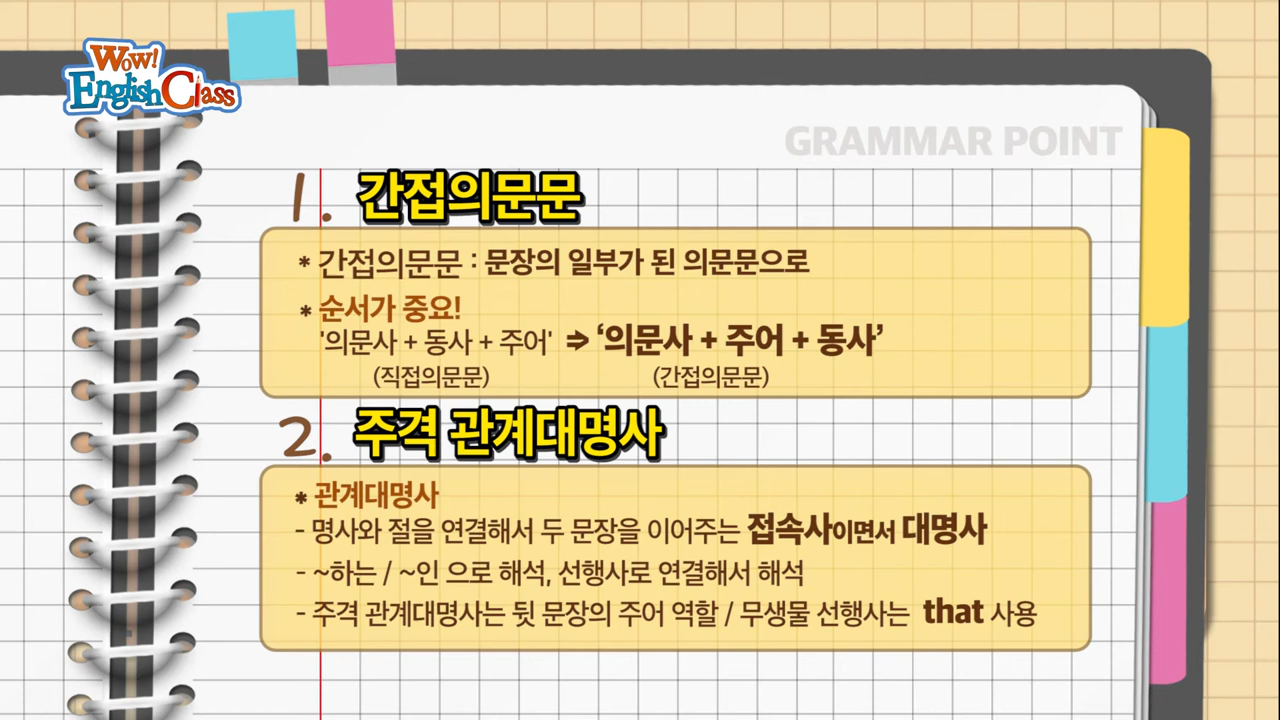 Wow!
English Class
GRAMMAR POINT
1. 간접의문문
* 간접의문문 : 문장의 일부가 된 의문문으로
* 순서가 중요!
'의문사 + 동사 + 주어' ⇒ ‘의문사 + 주어 + 동사’
(직접의문문) (간접의문문)
2. 주격 관계대명사
* 관계대명사
- 명사와 절을 연결해서 두 문장을 이어주는 접속사이면서 대명사
- ~하는 / ~인 으로 해석, 선행사로 연결해서 해석
- 주격 관계대명사는 뒷 문장의 주어 역할 / 무생물 선행사는 that 사용